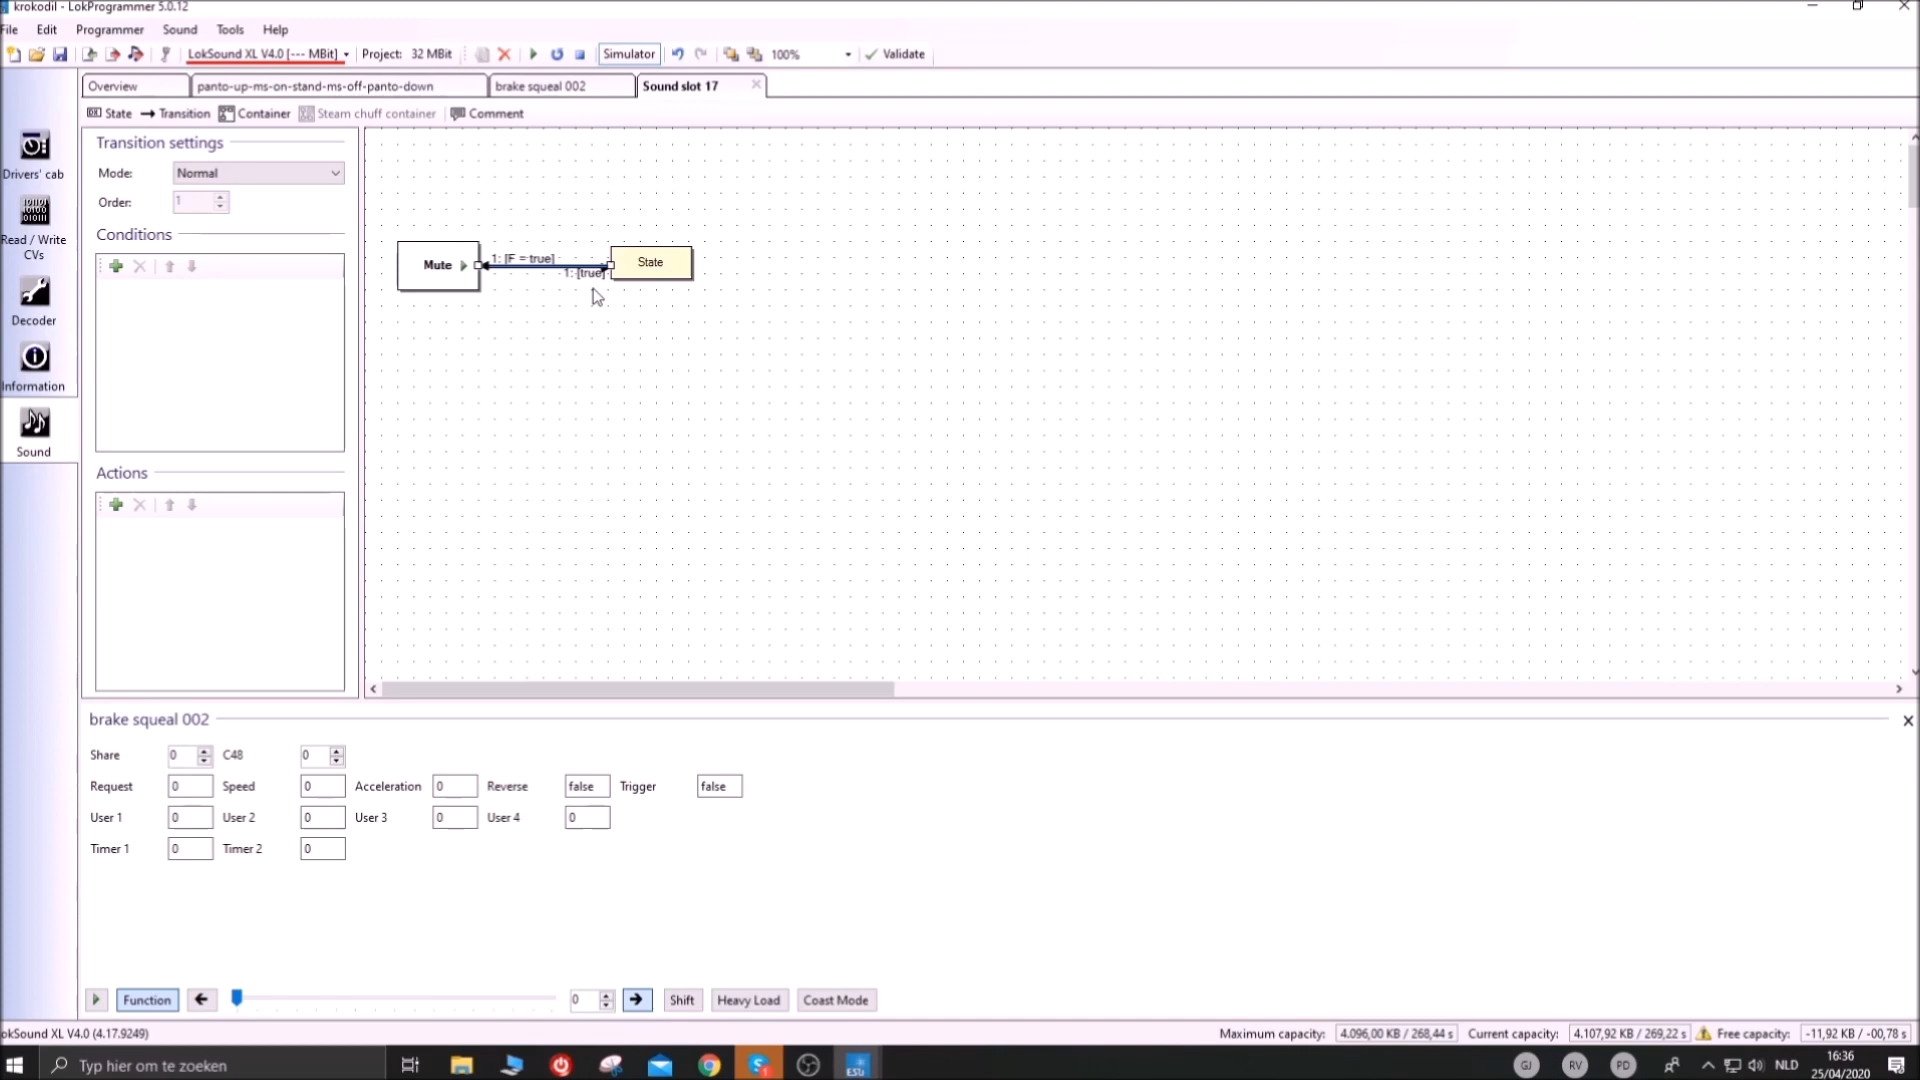 krokodil - LokProgrammer 5.0.12
File Edit Programmer Sound Tools Help
LokSound XL V4.0 [--- MBit] Project: 32 MBit Simulator 100% Validate
Overview panto-up-ms-on-stand-ms-off-panto-down brake squeal 002 Sound slot 17
State Transition Container Steam chuff container Comment
Transition settings
Mode: Normal
Order: 1
Conditions
Drivers' cab
Read / Write
CVs
Decoder
Information
Sound
Actions
Mute 1: [F = true] State
1: [true]
brake squeal 002
Share 0 C48 0
Request 0 Speed 0 Acceleration 0 Reverse false Trigger false
User 1 0 User 2 0 User 3 0 User 4 0
Timer 1 0 Timer 2 0
Function 0 Shift Heavy Load Coast Mode
okSound XL V4.0 (4.17.9249) Maximum capacity: 4.096,00 KB / 268,44 s Current capacity: 4.107,92 KB / 269,22 s Free capacity: -11,92 KB / -00,78 s
Typ hier om te zoeken ESU GJ RV PD NLD 16:36
25/04/2020